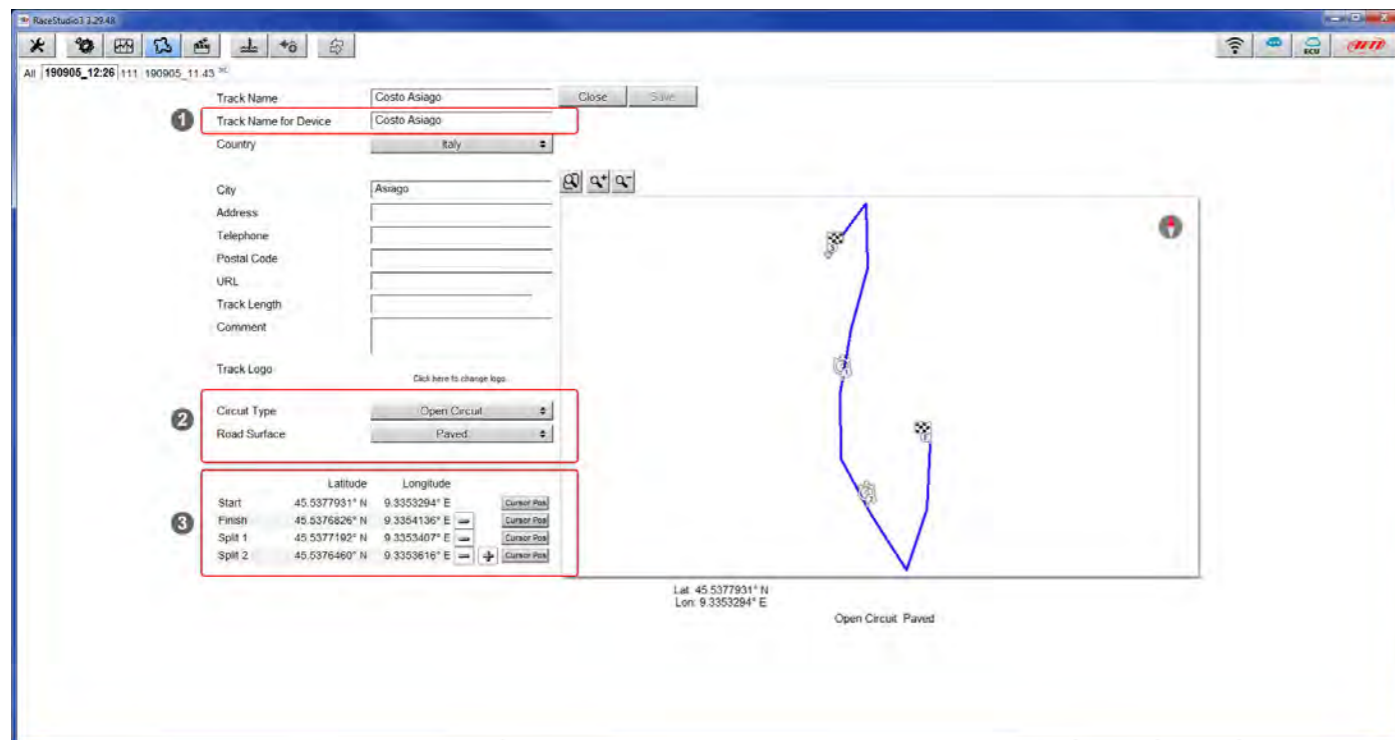 RaceStudio3 3.29.48
ECU
All 190905_12:26 111 190905_11.43
Track Name Costo Asiago Close Save
1 Track Name for Device Costo Asiago
Country Italy
City Asiago
Address
Telephone
Postal Code
URL
Track Length
Comment
Track Logo
Click here to change logo.
2 Circuit Type Open Circuit
Road Surface Paved
Latitude Longitude
3
Start 45.5377931° N 9.3353294° E Cursor Pos
Finish 45.5376826° N 9.3354136° E Cursor Pos
Split 1 45.5377192° N 9.3353407° E Cursor Pos
Split 2 45.5376460° N 9.3353616° E Cursor Pos
Lat 45.5377931° N
Lon: 9.3353294° E
Open Circuit Paved